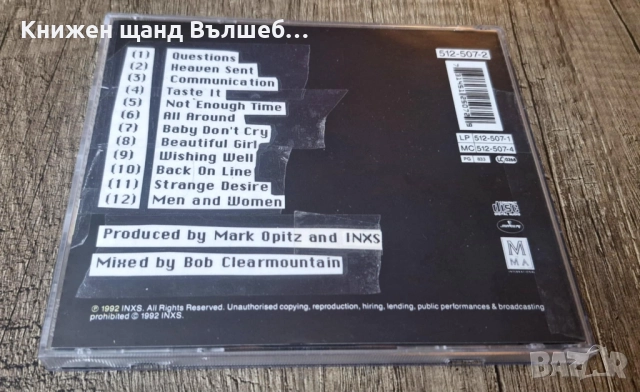 Книжен щанд Вълшеб...
(1) Questions
(2) Heaven Sent
(3) Communication
(4) Taste It
(5) Not Enough Time
(6) All Around
(7) Baby Don't Cry
(8) Beautiful Girl
(9) Wishing Well
(10) Back On Line
(11) Strange Desire
(12) Men and Women
Produced by Mark Opitz and INXS
Mixed by Bob Clearmountain
℗ 1992 INXS. All Rights Reserved. Unauthorised copying, reproduction, hiring, lending, public performances & broadcasting
prohibited © 1992 INXS.
512-507-2
LP 512-507-1
MC 512-507-4
MMA
BAZAR